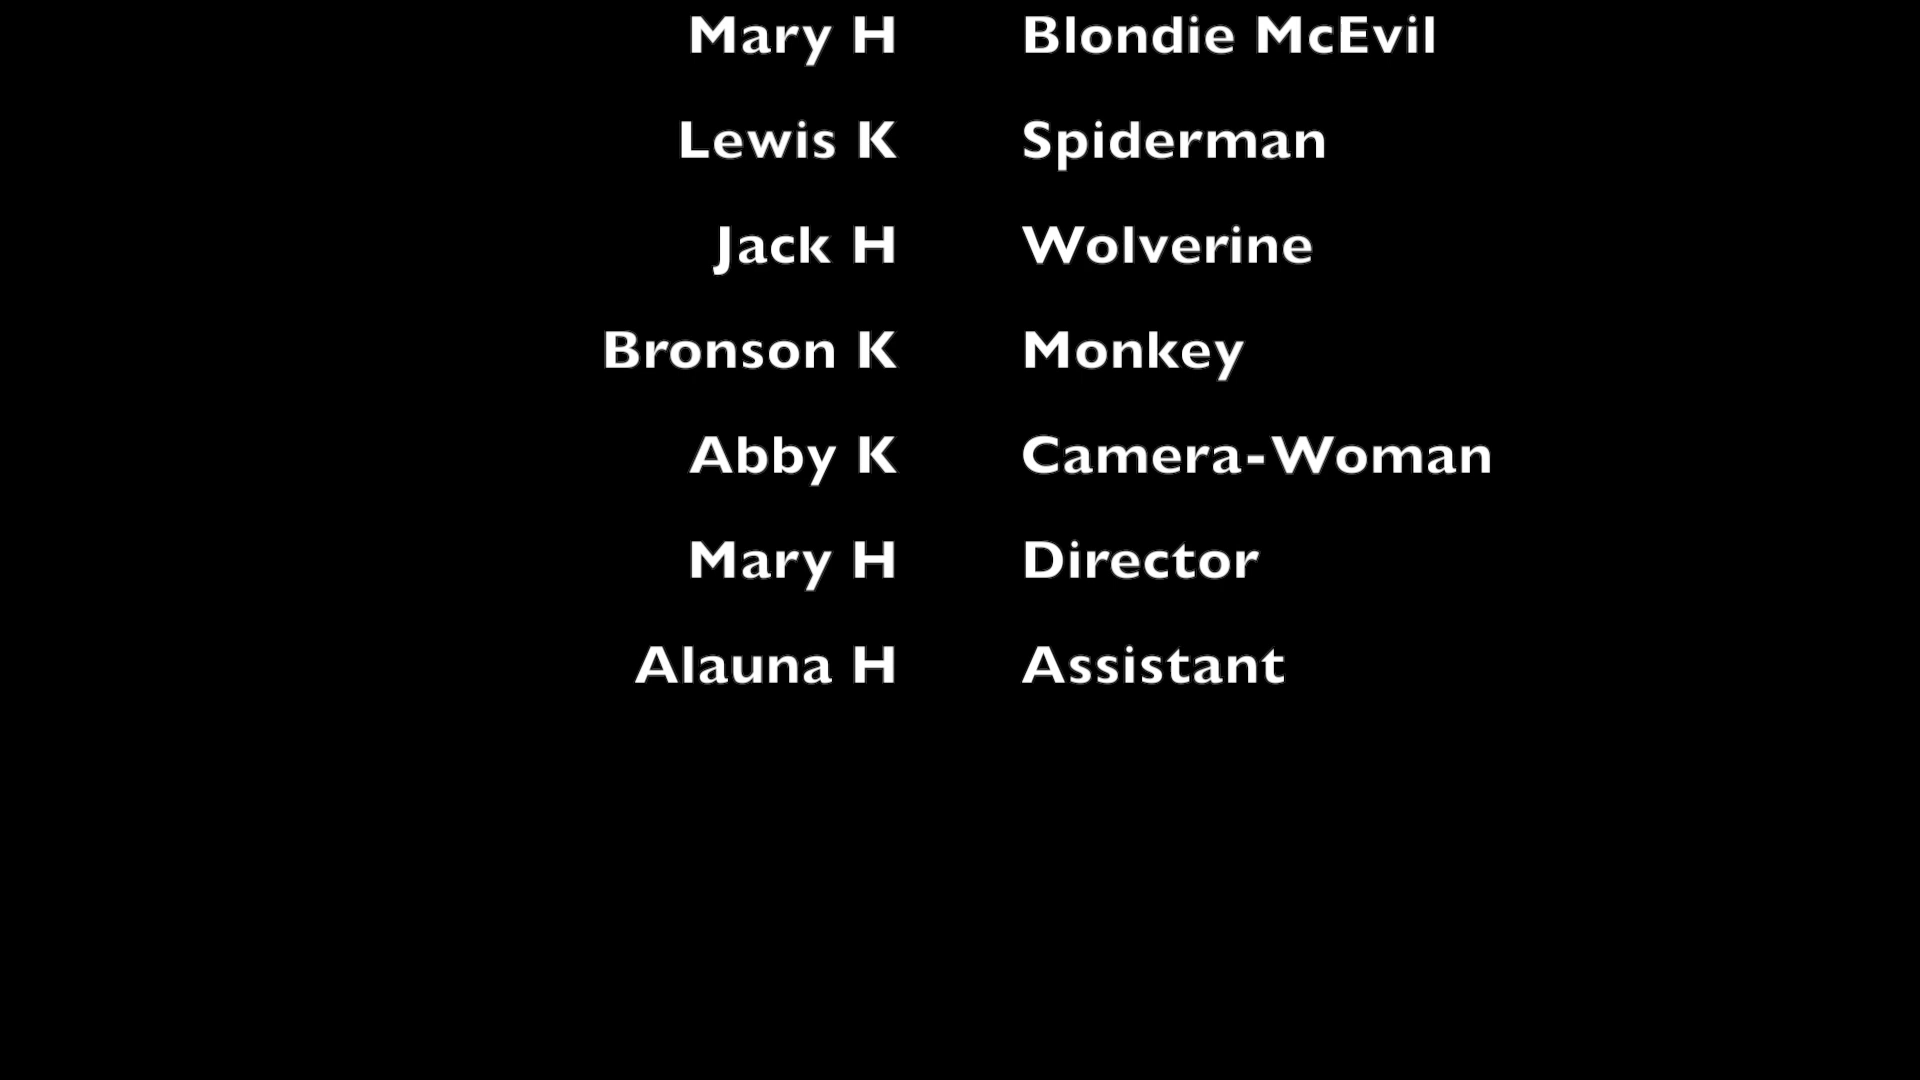 Mary H Blondie McEvil
Lewis K Spiderman
Jack H Wolverine
Bronson K Monkey
Abby K Camera-Woman
Mary H Director
Alauna H Assistant